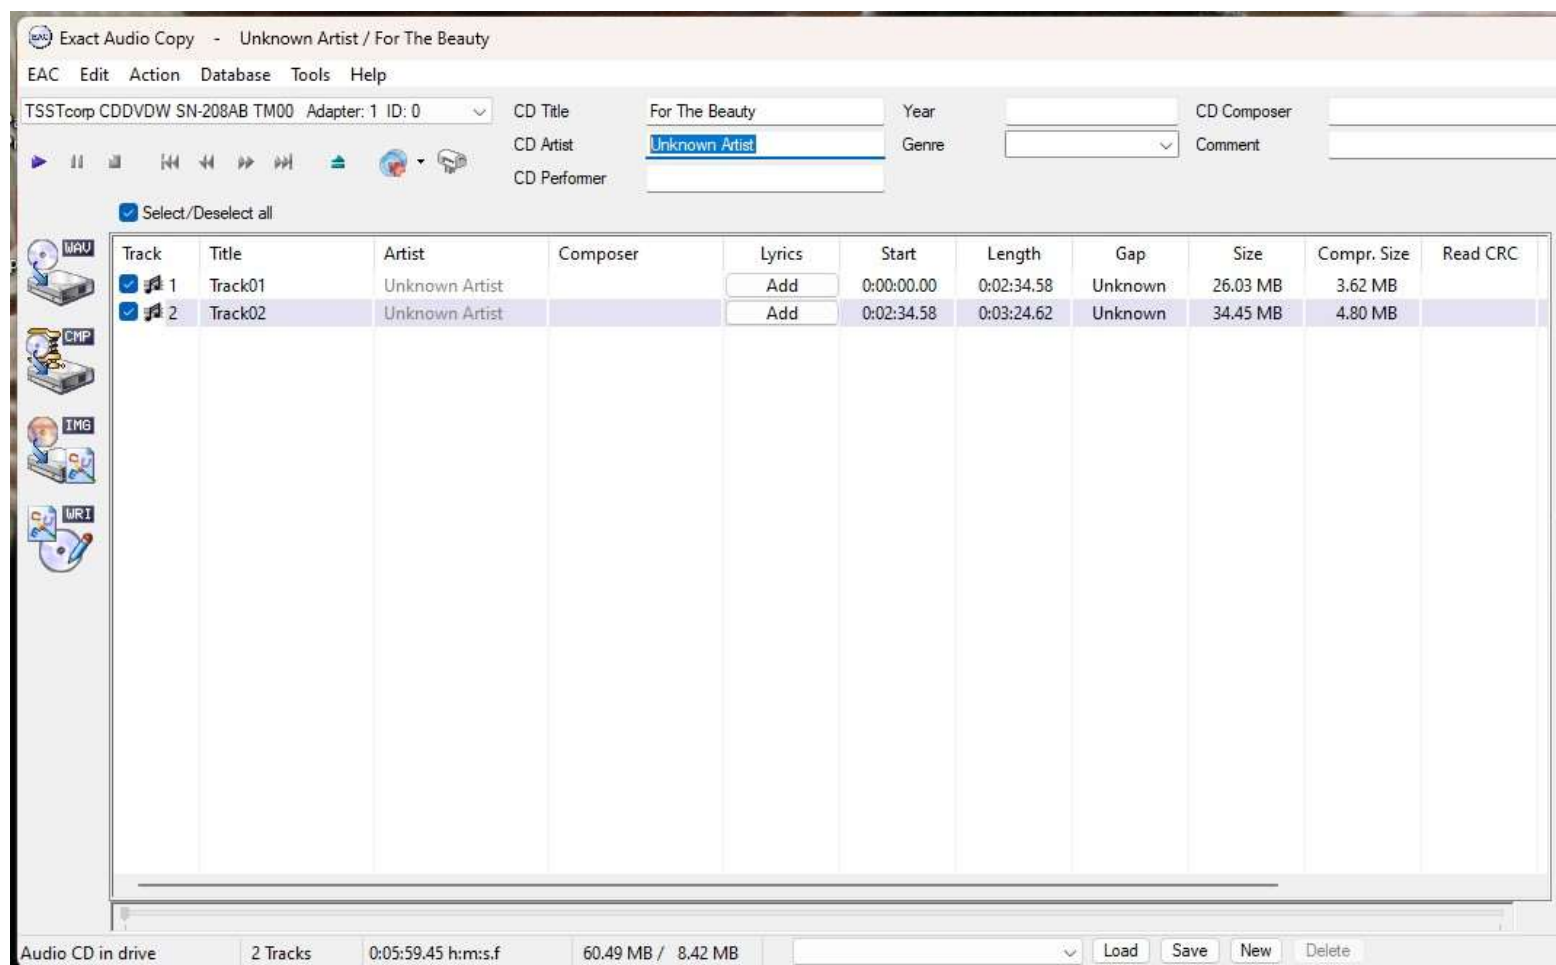 Exact Audio Copy - Unknown Artist / For The Beauty
EAC Edit Action Database Tools Help
TSSTcorp CDDVDW SN-208AB TM00 Adapter: 1 ID: 0
CD Title For The Beauty Year CD Composer
CD Artist Unknown Artist Genre Comment
CD Performer
Select/Deselect all
WAV
CMP
IMG
WRI
Track Title Artist Composer Lyrics Start Length Gap Size Compr. Size Read CRC
1 Track01 Unknown Artist Add 0:00:00.00 0:02:34.58 Unknown 26.03 MB 3.62 MB
2 Track02 Unknown Artist Add 0:02:34.58 0:03:24.62 Unknown 34.45 MB 4.80 MB
Audio CD in drive 2 Tracks 0:05:59.45 h:m:s.f 60.49 MB / 8.42 MB Load Save New Delete